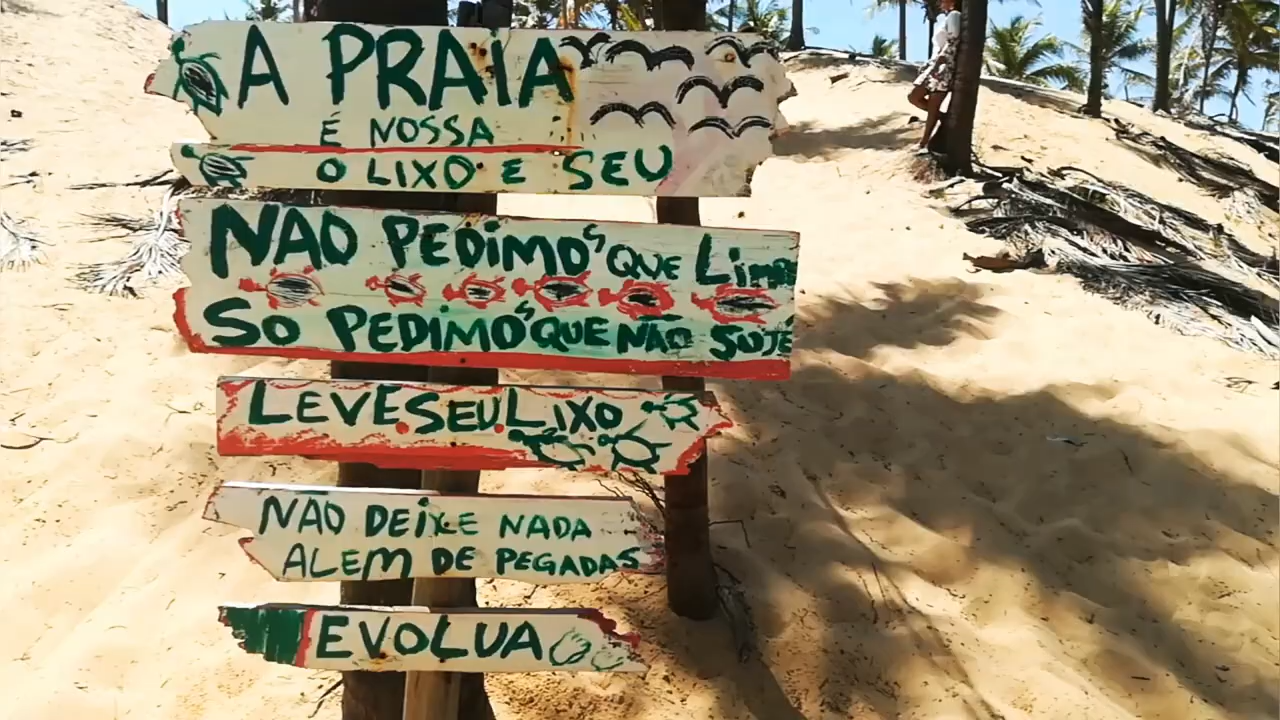 A PRAIA
É NOSSA
O LIXO E SEU
NAO PEDIMOS QUE LIMPE
SO PEDIMOS QUE NÃO SUJE
LEVE.SEU.LIXO
NAO DEIXE NADA
ALEM DE PEGADAS
EVOLUA